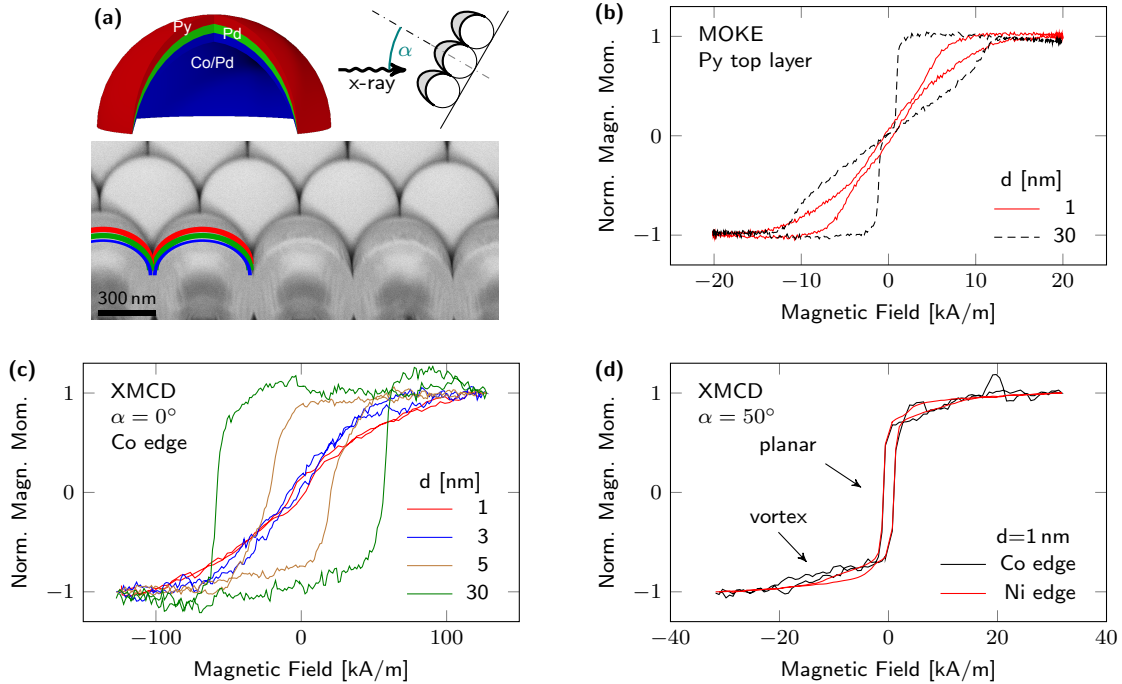 (a)
Py
Pd
Co/Pd
α
x-ray
300 nm
(b)
MOKE
Py top layer
Norm. Magn. Mom.
1
0
−1
d [nm]
1
30
−20
−10
0
10
20
Magnetic Field [kA/m]
(c)
XMCD
α = 0°
Co edge
Norm. Magn. Mom.
1
0
−1
d [nm]
1
3
5
30
−100
0
100
Magnetic Field [kA/m]
(d)
XMCD
α = 50°
planar
vortex
Norm. Magn. Mom.
1
0
−1
d=1 nm
Co edge
Ni edge
−40
−20
0
20
40
Magnetic Field [kA/m]